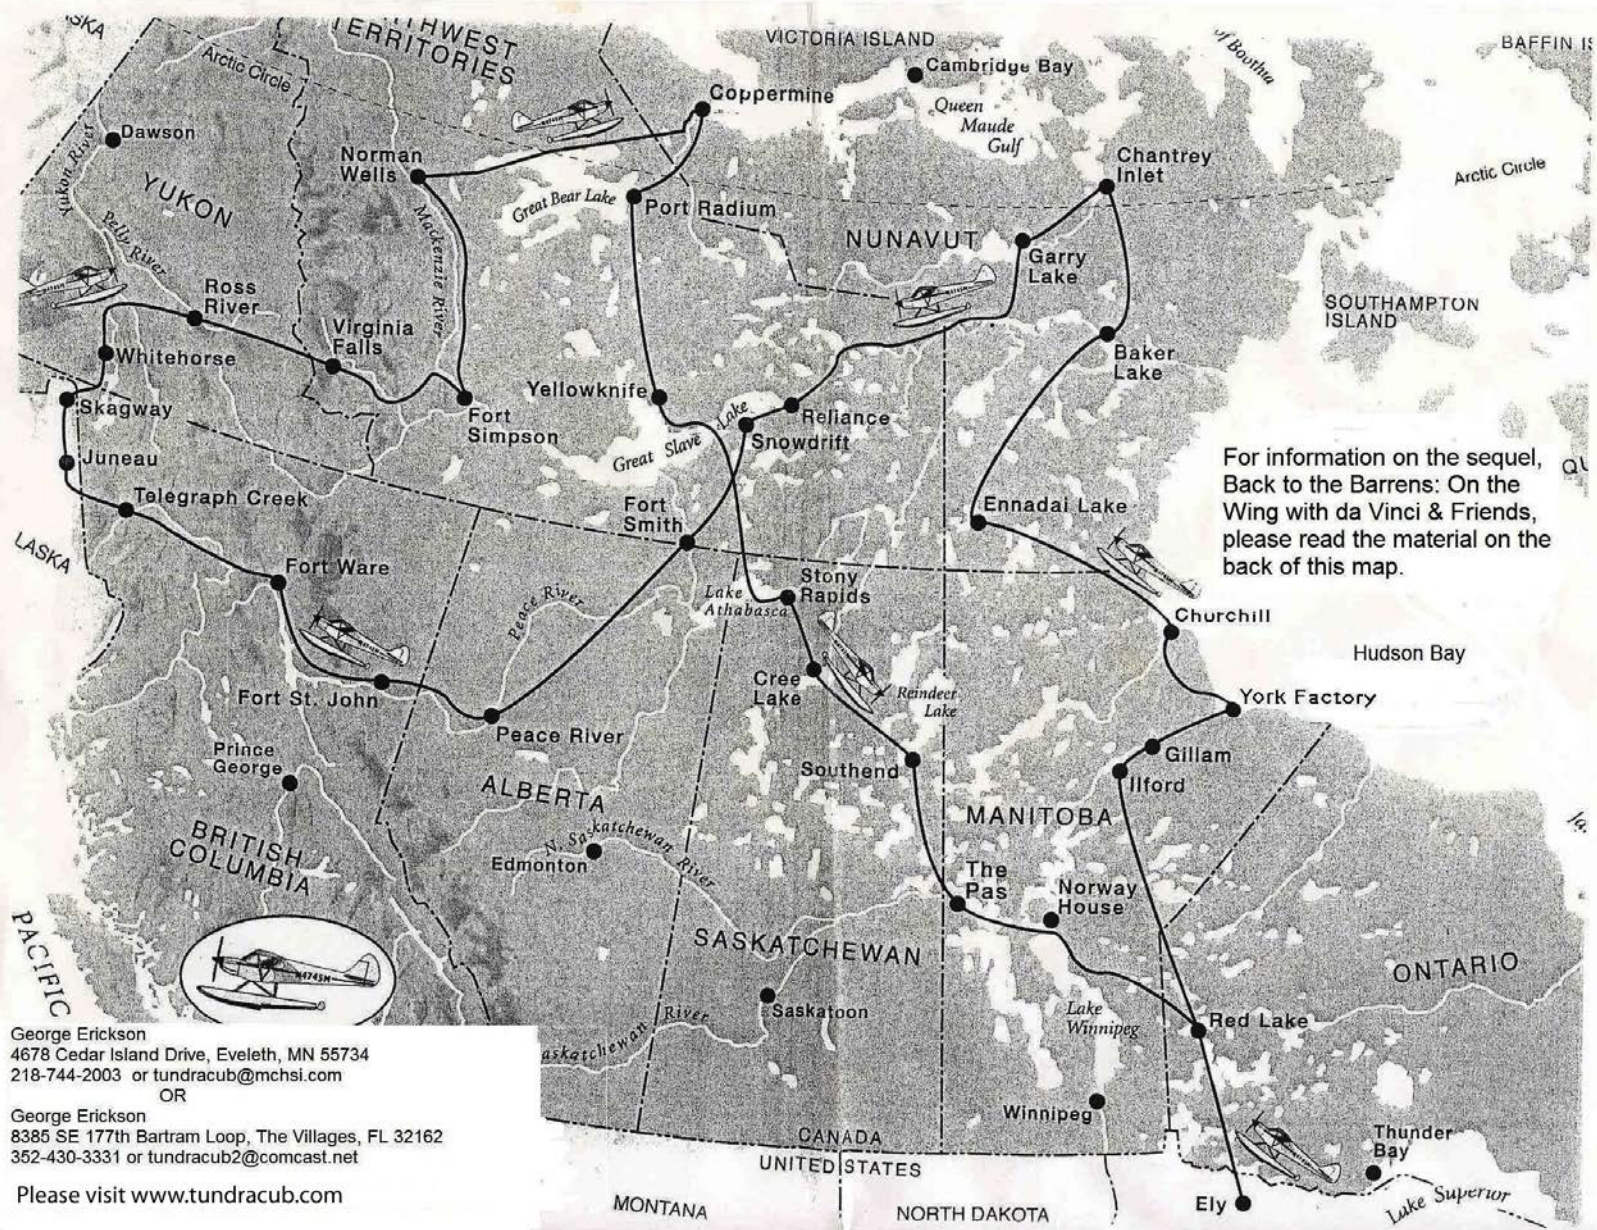 SKA
THWEST
TERRITORIES
VICTORIA ISLAND
of Boothia
BAFFIN IS
Arctic Circle
Cambridge Bay
Coppermine
Queen
Maude
Gulf
Dawson
Yukon River
YUKON
Norman
Wells
Chantrey
Inlet
Arctic Circle
Great Bear Lake
Port Radium
Pelly River
Mackenzie River
NUNAVUT
Garry
Lake
Ross
River
Virginia
Falls
SOUTHAMPTON
ISLAND
Whitehorse
Baker
Lake
Skagway
Yellowknife
Fort
Simpson
Great Slave Lake
Reliance
Snowdrift
Juneau
For information on the sequel,
Back to the Barrens: On the
Wing with da Vinci & Friends,
please read the material on the
back of this map.
QU
Telegraph Creek
Fort
Smith
Ennadai Lake
LASKA
Fort Ware
Peace River
Lake
Athabasca
Stony
Rapids
Churchill
Hudson Bay
Cree
Lake
Reindeer
Lake
York Factory
Fort St. John
Peace River
Gillam
Prince
George
Southend
Ilford
ALBERTA
MANITOBA
Ja.
BRITISH
COLUMBIA
N. Saskatchewan River
Edmonton
The
Pas
Norway
House
PACIFIC
SASKATCHEWAN
ONTARIO
N4745M
Saskatoon
Lake
Winnipeg
Red Lake
askatchewan River
George Erickson
4678 Cedar Island Drive, Eveleth, MN 55734
218-744-2003 or tundracub@mchsi.com
OR
George Erickson
8385 SE 177th Bartram Loop, The Villages, FL 32162
352-430-3331 or tundracub2@comcast.net
Please visit www.tundracub.com
Winnipeg
CANADA
UNITED STATES
Thunder
Bay
MONTANA
NORTH DAKOTA
Ely
Lake Superior